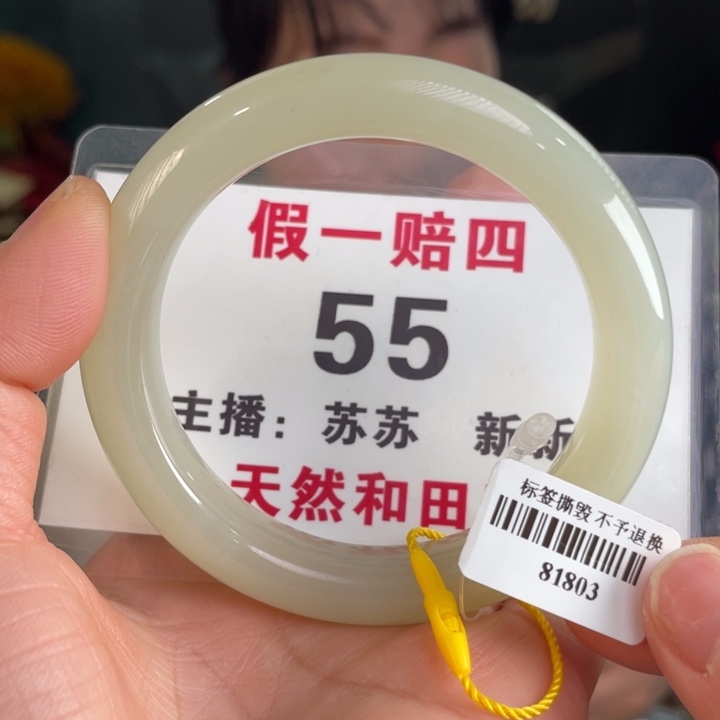 假一赔四
55
主播：苏苏 新新
天然和田
标签撕毁不予退换
81803